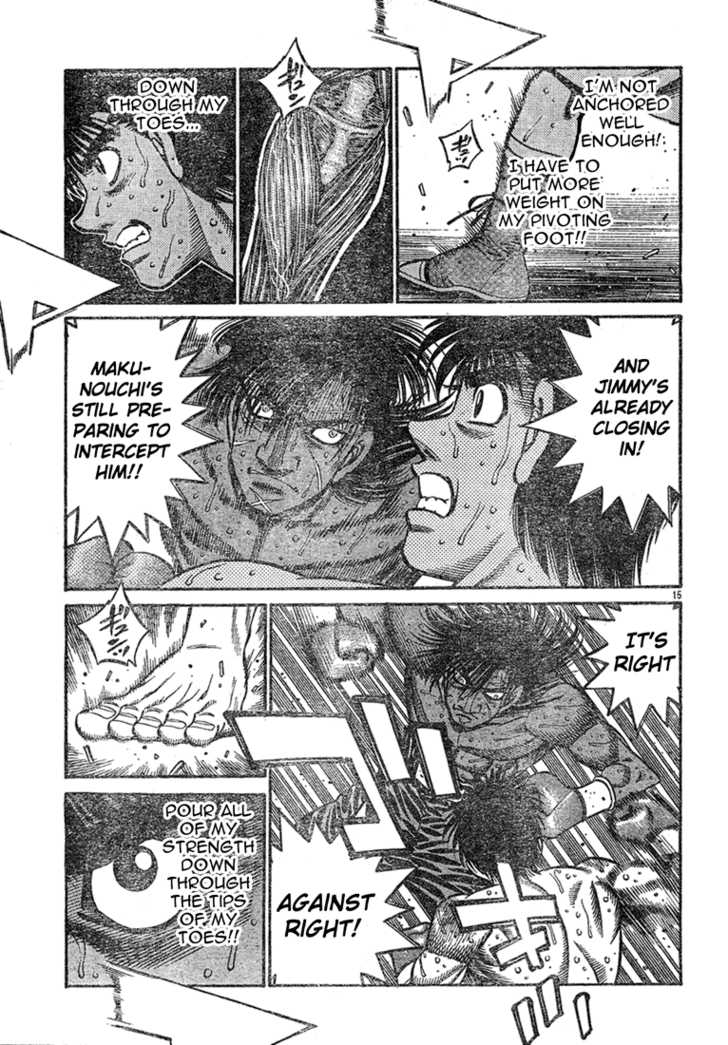 I'M NOT
ANCHORED
WELL
ENOUGH!:
I HAVE TO
PUT MORE
WEIGHT ON
MY PIVOTING
FOOT!!
DOWN
THROUGH MY
TOES...
AND
JIMMY'S
ALREADY
CLOSING
IN!
MAKU-
NOUCHI'S
STILL PRE-
PARING TO
INTERCEPT
HIM!!
15
IT'S
RIGHT
AGAINST
RIGHT!
POUR ALL
OF MY
STRENGTH
DOWN
THROUGH
THE TIPS
OF MY
TOES!!